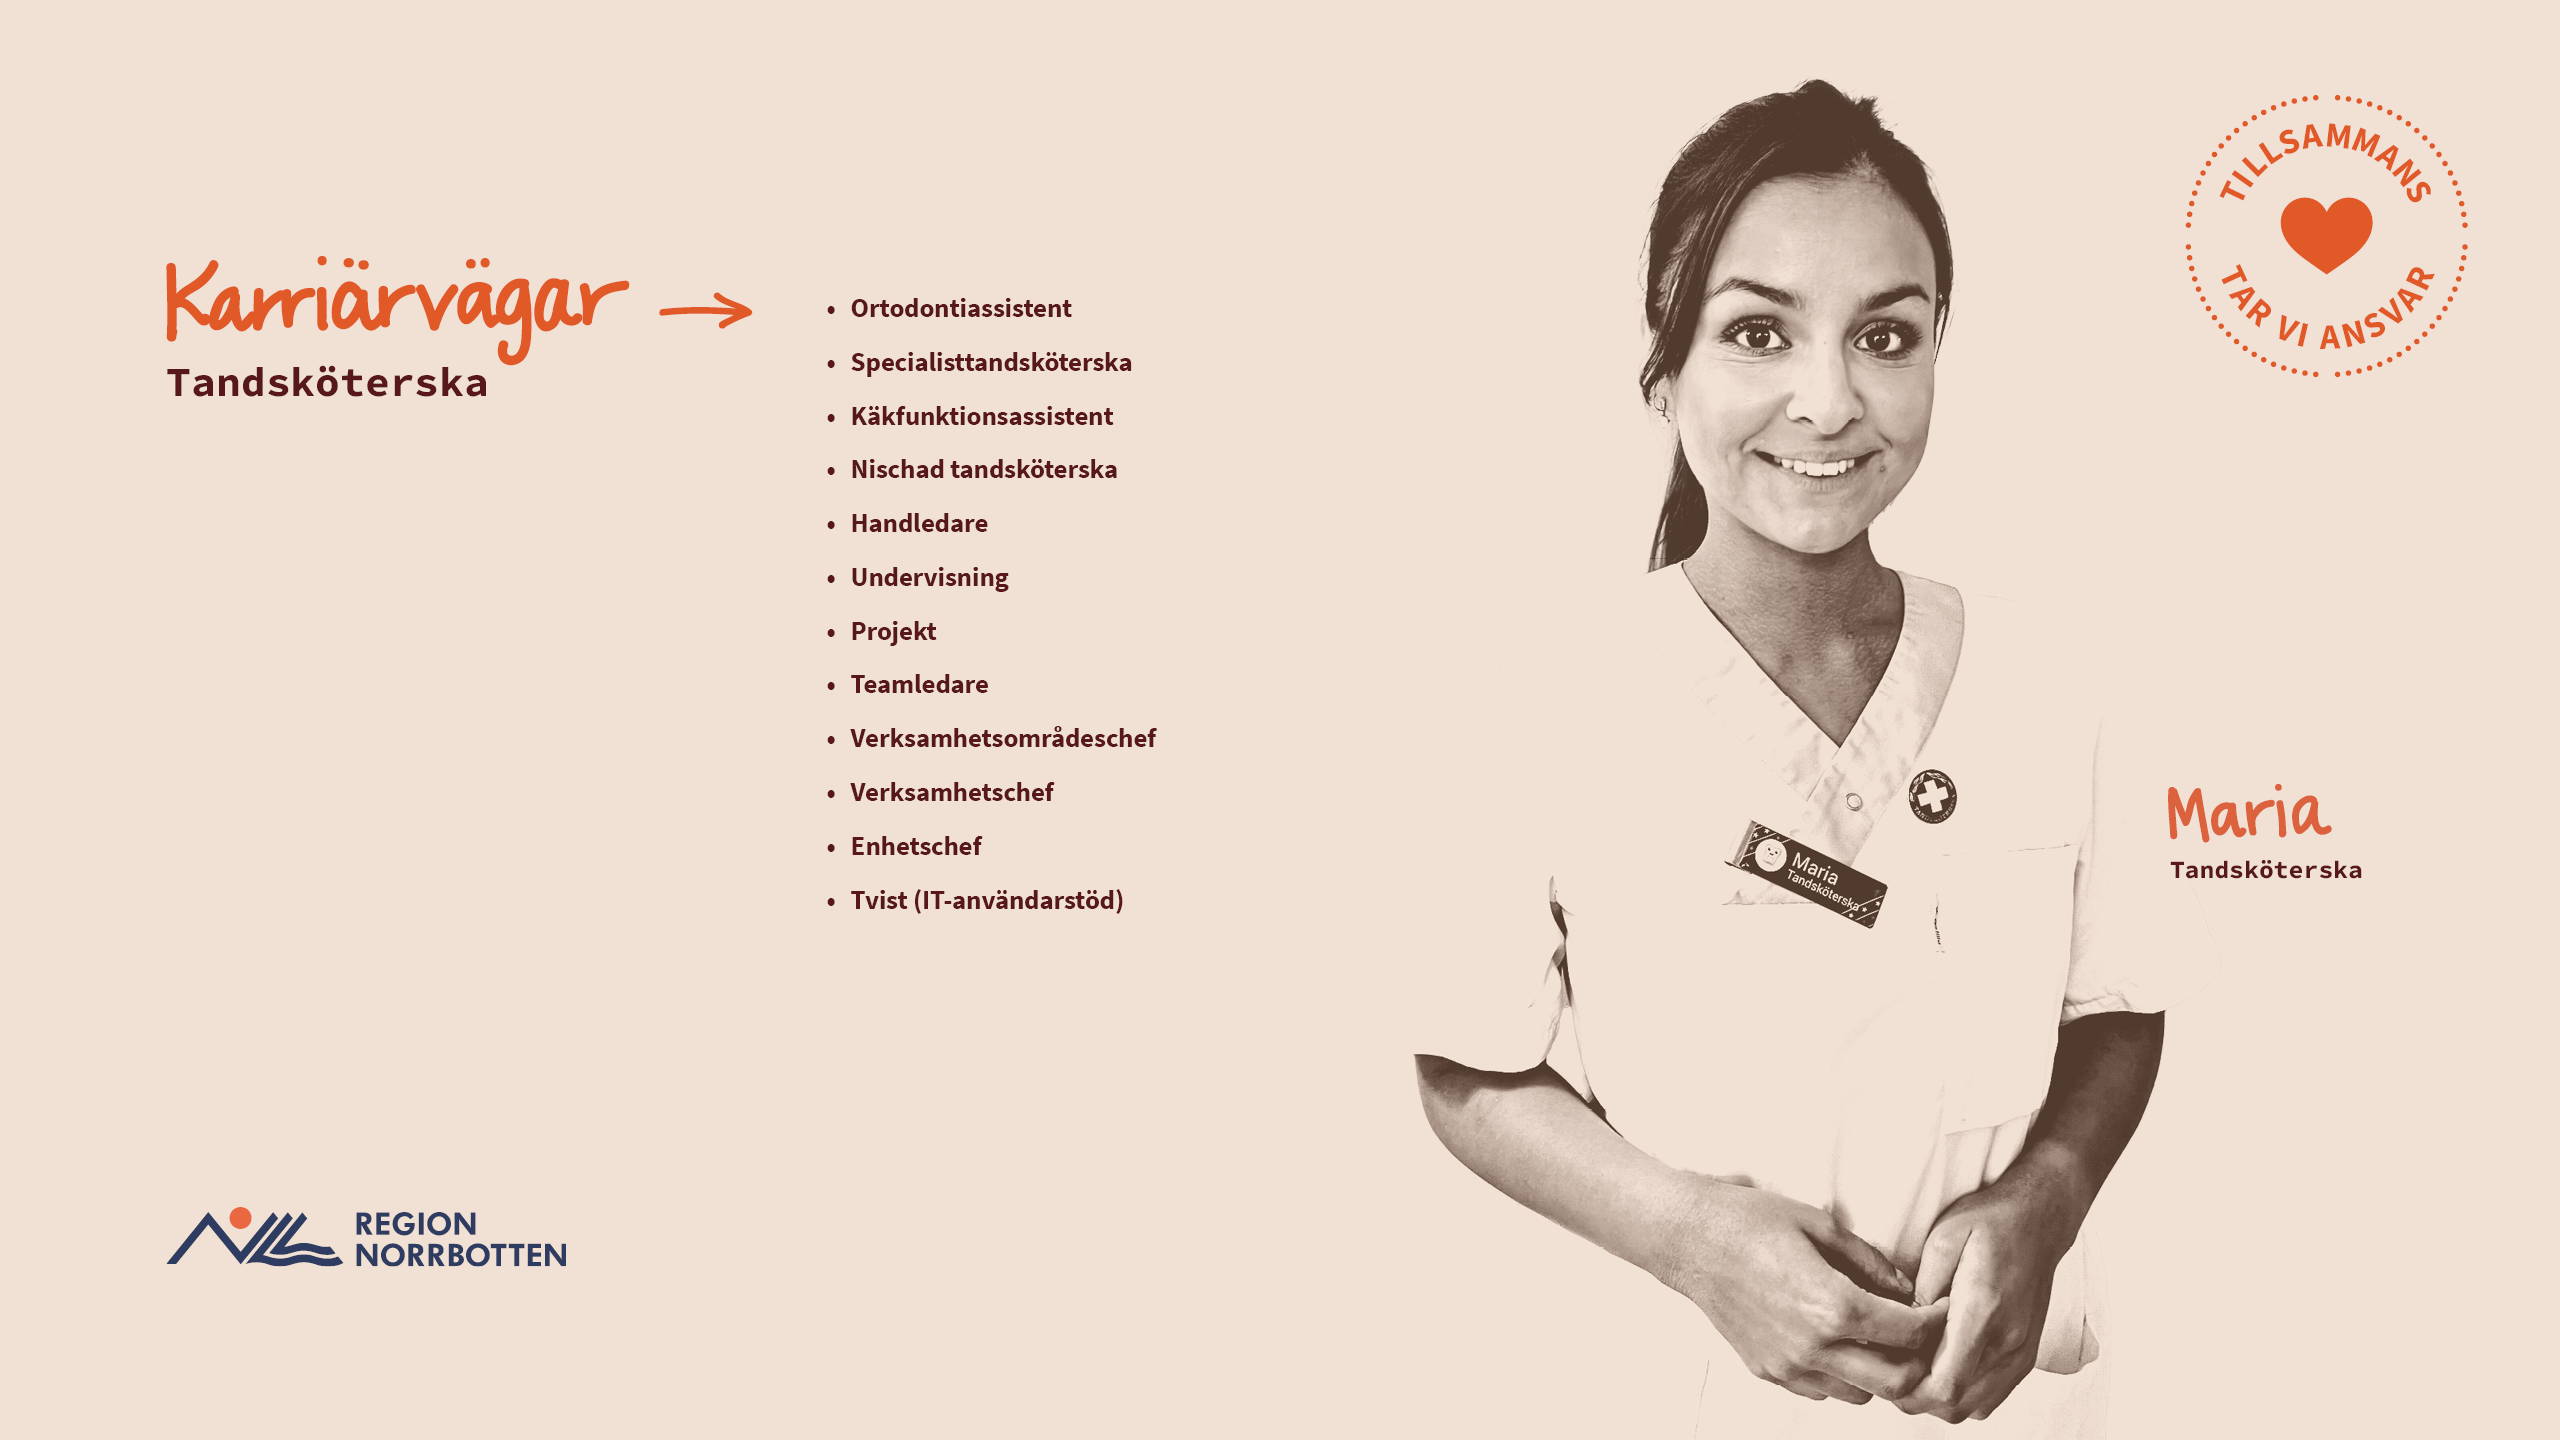 Karriärvägar
Tandsköterska
• Ortodontiassistent
• Specialisttandsköterska
• Käkfunktionsassistent
• Nischad tandsköterska
• Handledare
• Undervisning
• Projekt
• Teamledare
• Verksamhetsområdeschef
• Verksamhetschef
• Enhetschef
• Tvist (IT-användarstöd)
TILLSAMMANS
TAR VI ANSVAR
Maria
Tandsköterska
Maria
Tandsköterska
REGION
NORRBOTTEN